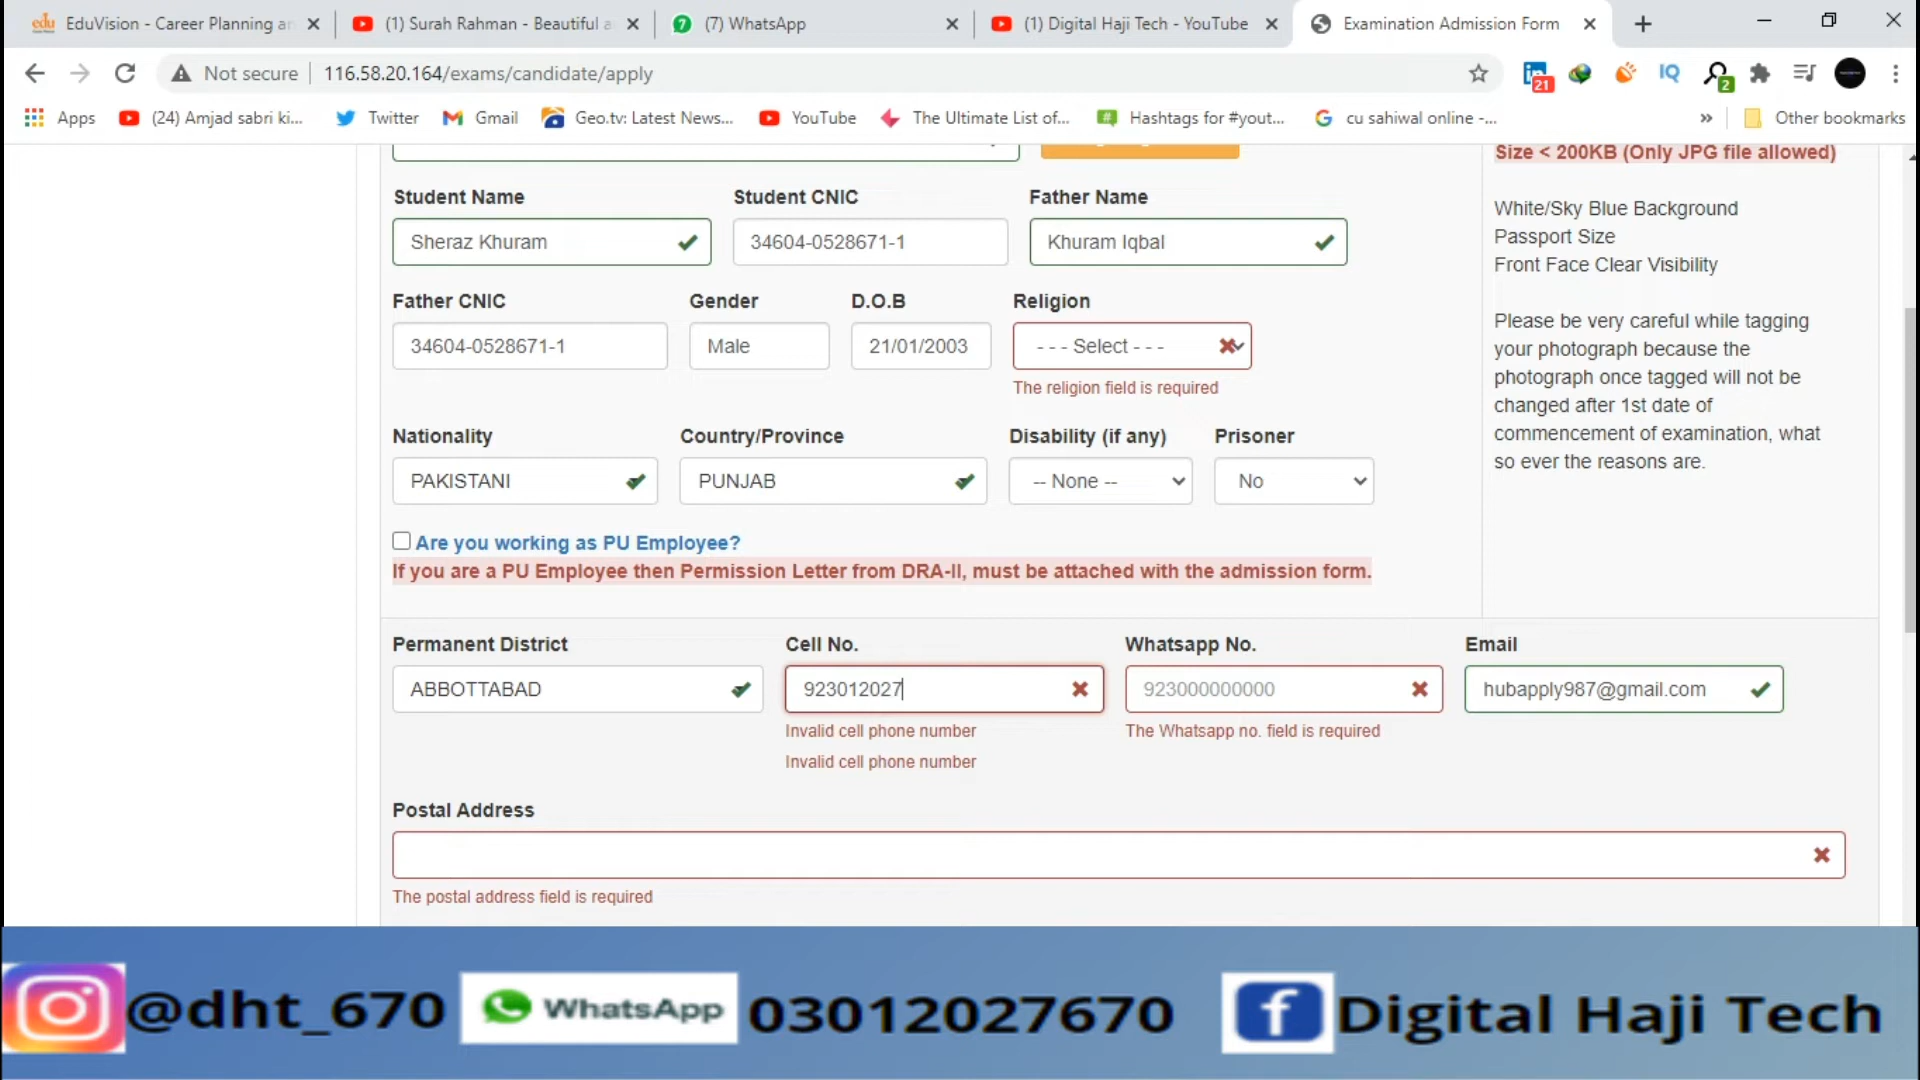 EduVision - Career Planning an
(1) Surah Rahman - Beautiful a
(7) WhatsApp
(1) Digital Haji Tech - YouTube
Examination Admission Form
Not secure
116.58.20.164/exams/candidate/apply
21
IQ
2
Apps
(24) Amjad sabri ki...
Twitter
Gmail
Geo.tv: Latest News...
YouTube
The Ultimate List of...
Hashtags for #yout...
cu sahiwal online -...
»
Other bookmarks
Size < 200KB (Only JPG file allowed)
Student Name
Student CNIC
Father Name
Sheraz Khuram
34604-0528671-1
Khuram Iqbal
White/Sky Blue Background
Passport Size
Front Face Clear Visibility
Father CNIC
Gender
D.O.B
Religion
34604-0528671-1
Male
21/01/2003
- - - Select - - -
The religion field is required
Please be very careful while tagging
your photograph because the
photograph once tagged will not be
changed after 1st date of
commencement of examination, what
so ever the reasons are.
Nationality
Country/Province
Disability (if any)
Prisoner
PAKISTANI
PUNJAB
-- None --
No
Are you working as PU Employee?
If you are a PU Employee then Permission Letter from DRA-II, must be attached with the admission form.
Permanent District
Cell No.
Whatsapp No.
Email
ABBOTTABAD
923012027
923000000000
hubapply987@gmail.com
Invalid cell phone number
The Whatsapp no. field is required
Invalid cell phone number
Postal Address
The postal address field is required
@dht_670
WhatsApp
03012027670
Digital Haji Tech